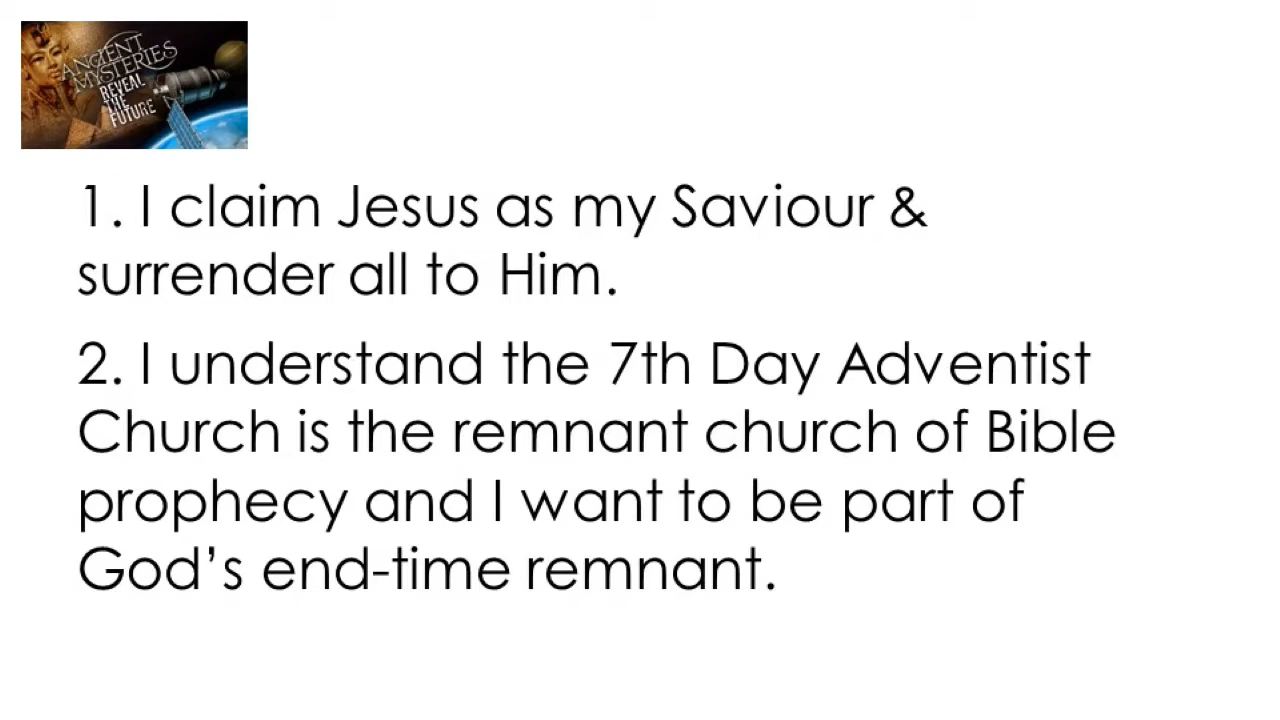 ANCIENT
MYSTERIES
REVEAL
THE
FUTURE
1. I claim Jesus as my Saviour &
surrender all to Him.
2. I understand the 7th Day Adventist
Church is the remnant church of Bible
prophecy and I want to be part of
God’s end-time remnant.